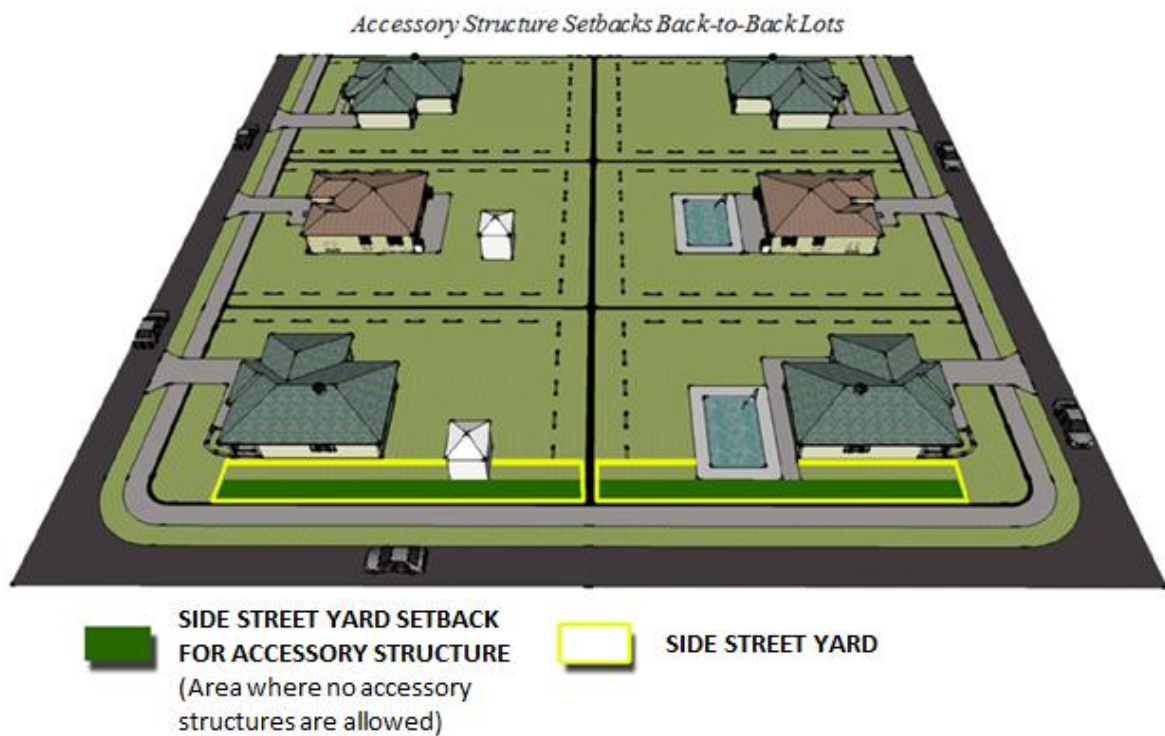 Accessory Structure Setbacks Back-to-Back Lots
SIDE STREET YARD SETBACK
FOR ACCESSORY STRUCTURE
(Area where no accessory
structures are allowed)
SIDE STREET YARD